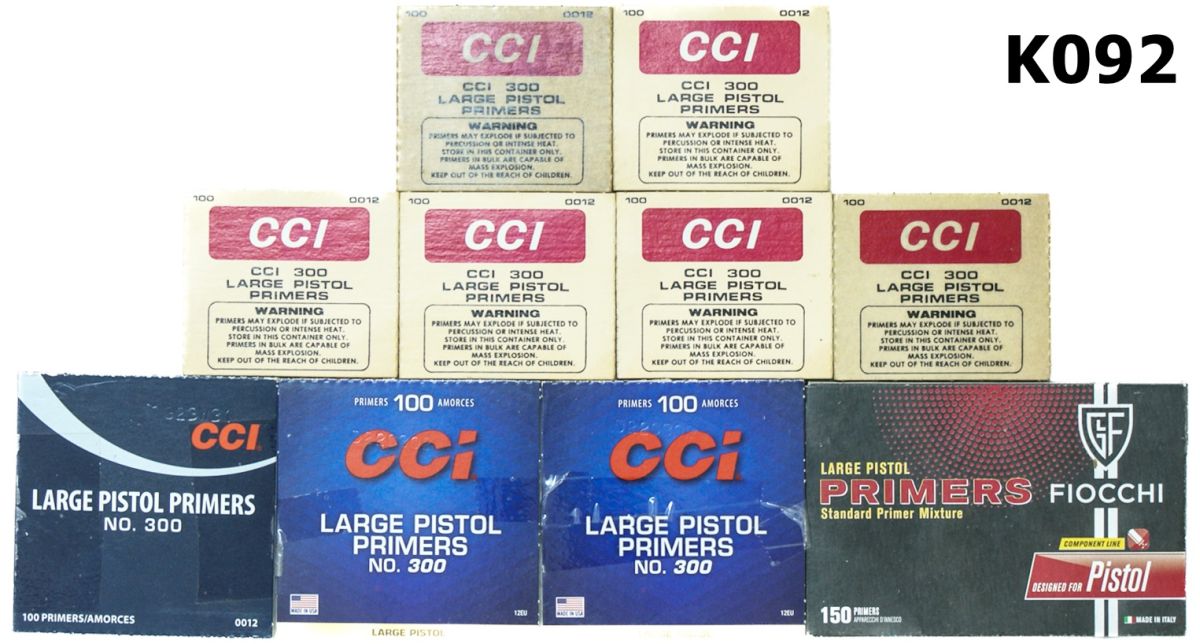 K092
100 0012
CCI
CCI 300
LARGE PISTOL
PRIMERS
WARNING
PRIMERS MAY EXPLODE IF SUBJECTED TO
PERCUSSION OR INTENSE HEAT.
STORE IN THIS CONTAINER ONLY.
PRIMERS IN BULK ARE CAPABLE OF
MASS EXPLOSION.
KEEP OUT OF THE REACH OF CHILDREN.
100 0012
CCI
CCI 300
LARGE PISTOL
PRIMERS
WARNING
PRIMERS MAY EXPLODE IF SUBJECTED TO
PERCUSSION OR INTENSE HEAT.
STORE IN THIS CONTAINER ONLY.
PRIMERS IN BULK ARE CAPABLE OF
MASS EXPLOSION.
KEEP OUT OF THE REACH OF CHILDREN.
100 0012
CCI
CCI 300
LARGE PISTOL
PRIMERS
WARNING
PRIMERS MAY EXPLODE IF SUBJECTED TO
PERCUSSION OR INTENSE HEAT.
STORE IN THIS CONTAINER ONLY.
PRIMERS IN BULK ARE CAPABLE OF
MASS EXPLOSION.
KEEP OUT OF THE REACH OF CHILDREN.
100 0012
CCI
CCI 300
LARGE PISTOL
PRIMERS
WARNING
PRIMERS MAY EXPLODE IF SUBJECTED TO
PERCUSSION OR INTENSE HEAT.
STORE IN THIS CONTAINER ONLY.
PRIMERS IN BULK ARE CAPABLE OF
MASS EXPLOSION.
KEEP OUT OF THE REACH OF CHILDREN.
100 0012
CCI
CCI 300
LARGE PISTOL
PRIMERS
WARNING
PRIMERS MAY EXPLODE IF SUBJECTED TO
PERCUSSION OR INTENSE HEAT.
STORE IN THIS CONTAINER ONLY.
PRIMERS IN BULK ARE CAPABLE OF
MASS EXPLOSION.
KEEP OUT OF THE REACH OF CHILDREN.
100 0012
CCI
CCI 300
LARGE PISTOL
PRIMERS
WARNING
PRIMERS MAY EXPLODE IF SUBJECTED TO
PERCUSSION OR INTENSE HEAT.
STORE IN THIS CONTAINER ONLY.
PRIMERS IN BULK ARE CAPABLE OF
MASS EXPLOSION.
KEEP OUT OF THE REACH OF CHILDREN.
CCI
LARGE PISTOL PRIMERS
NO. 300
100 PRIMERS/AMORCES 0012
PRIMERS 100 AMORCES
CCi
LARGE PISTOL
PRIMERS
NO. 300
MADE IN USA 12EU
LARGE PISTOL
PRIMERS 100 AMORCES
CCi
LARGE PISTOL
PRIMERS
NO. 300
MADE IN USA 12EU
GF
FIOCCHI
LARGE PISTOL
PRIMERS
Standard Primer Mixture
COMPONENT LINE
DESIGNED FOR Pistol
150 PRIMERS
APPARECCHI D'INNESCO
MADE IN ITALY